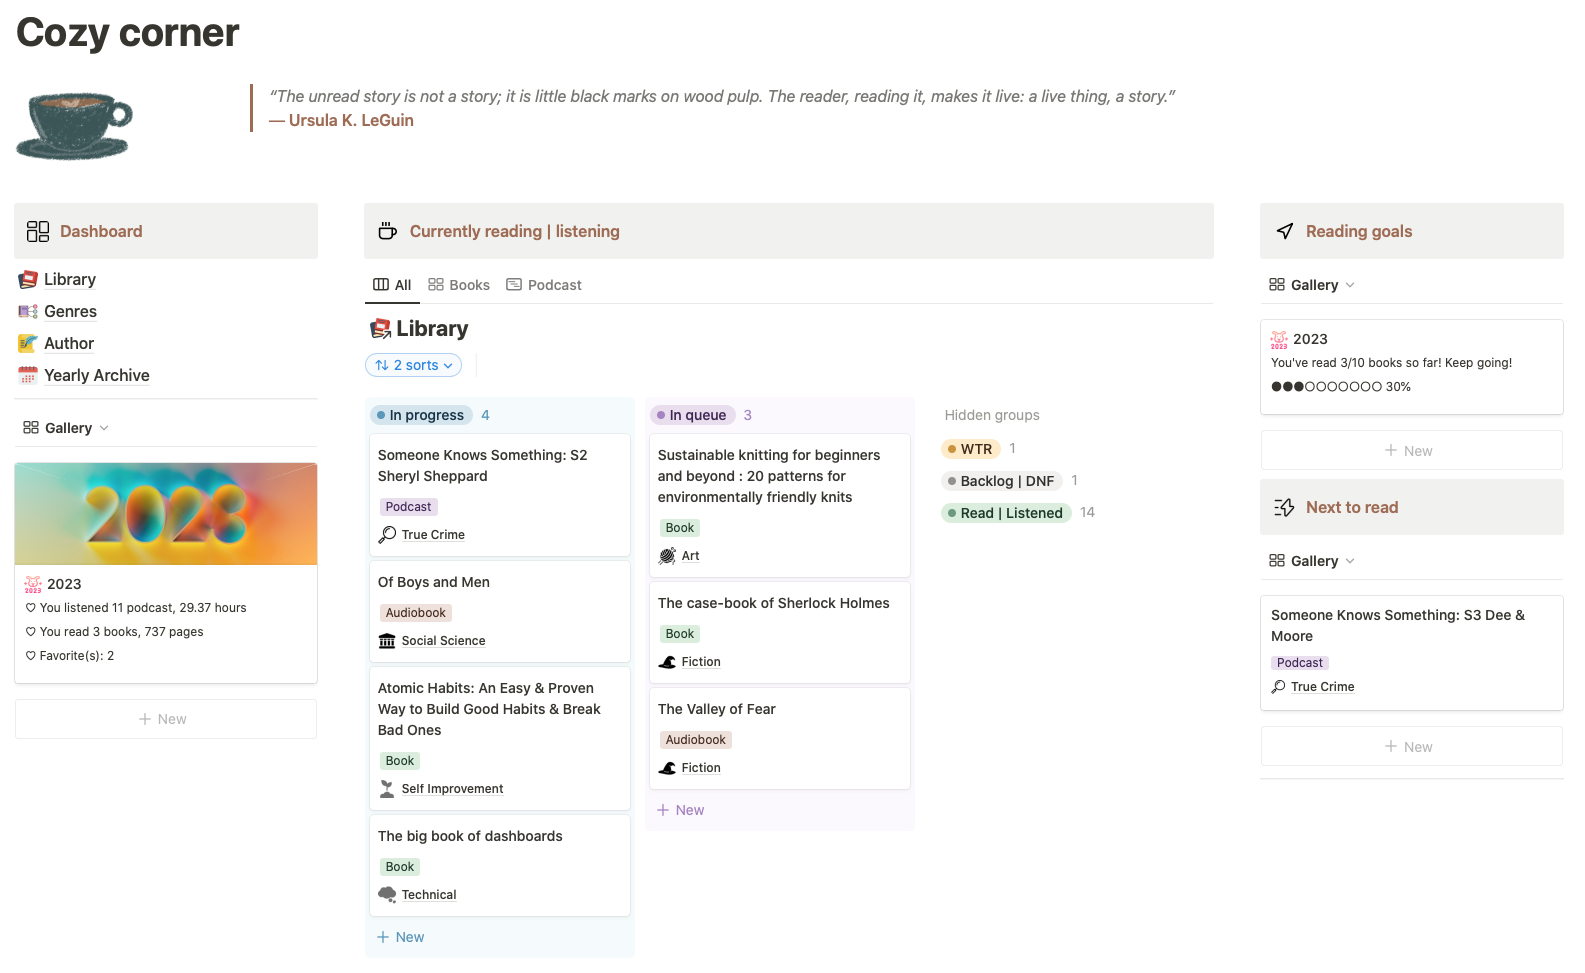 Cozy corner
“The unread story is not a story; it is little black marks on wood pulp. The reader, reading it, makes it live: a live thing, a story.”
— Ursula K. LeGuin
Dashboard
Library
Genres
Author
Yearly Archive
Gallery
2023
2023
You listened 11 podcast, 29.37 hours
You read 3 books, 737 pages
Favorite(s): 2
+ New
Currently reading | listening
All Books Podcast
Library
2 sorts
In progress 4
Someone Knows Something: S2
Sheryl Sheppard
Podcast
True Crime
Of Boys and Men
Audiobook
Social Science
Atomic Habits: An Easy & Proven
Way to Build Good Habits & Break
Bad Ones
Book
Self Improvement
The big book of dashboards
Book
Technical
+ New
In queue 3
Sustainable knitting for beginners
and beyond : 20 patterns for
environmentally friendly knits
Book
Art
The case-book of Sherlock Holmes
Book
Fiction
The Valley of Fear
Audiobook
Fiction
+ New
Hidden groups
WTR 1
Backlog | DNF 1
Read | Listened 14
Reading goals
Gallery
2023
You've read 3/10 books so far! Keep going!
●●●○○○○○○○ 30%
+ New
Next to read
Gallery
Someone Knows Something: S3 Dee &
Moore
Podcast
True Crime
+ New